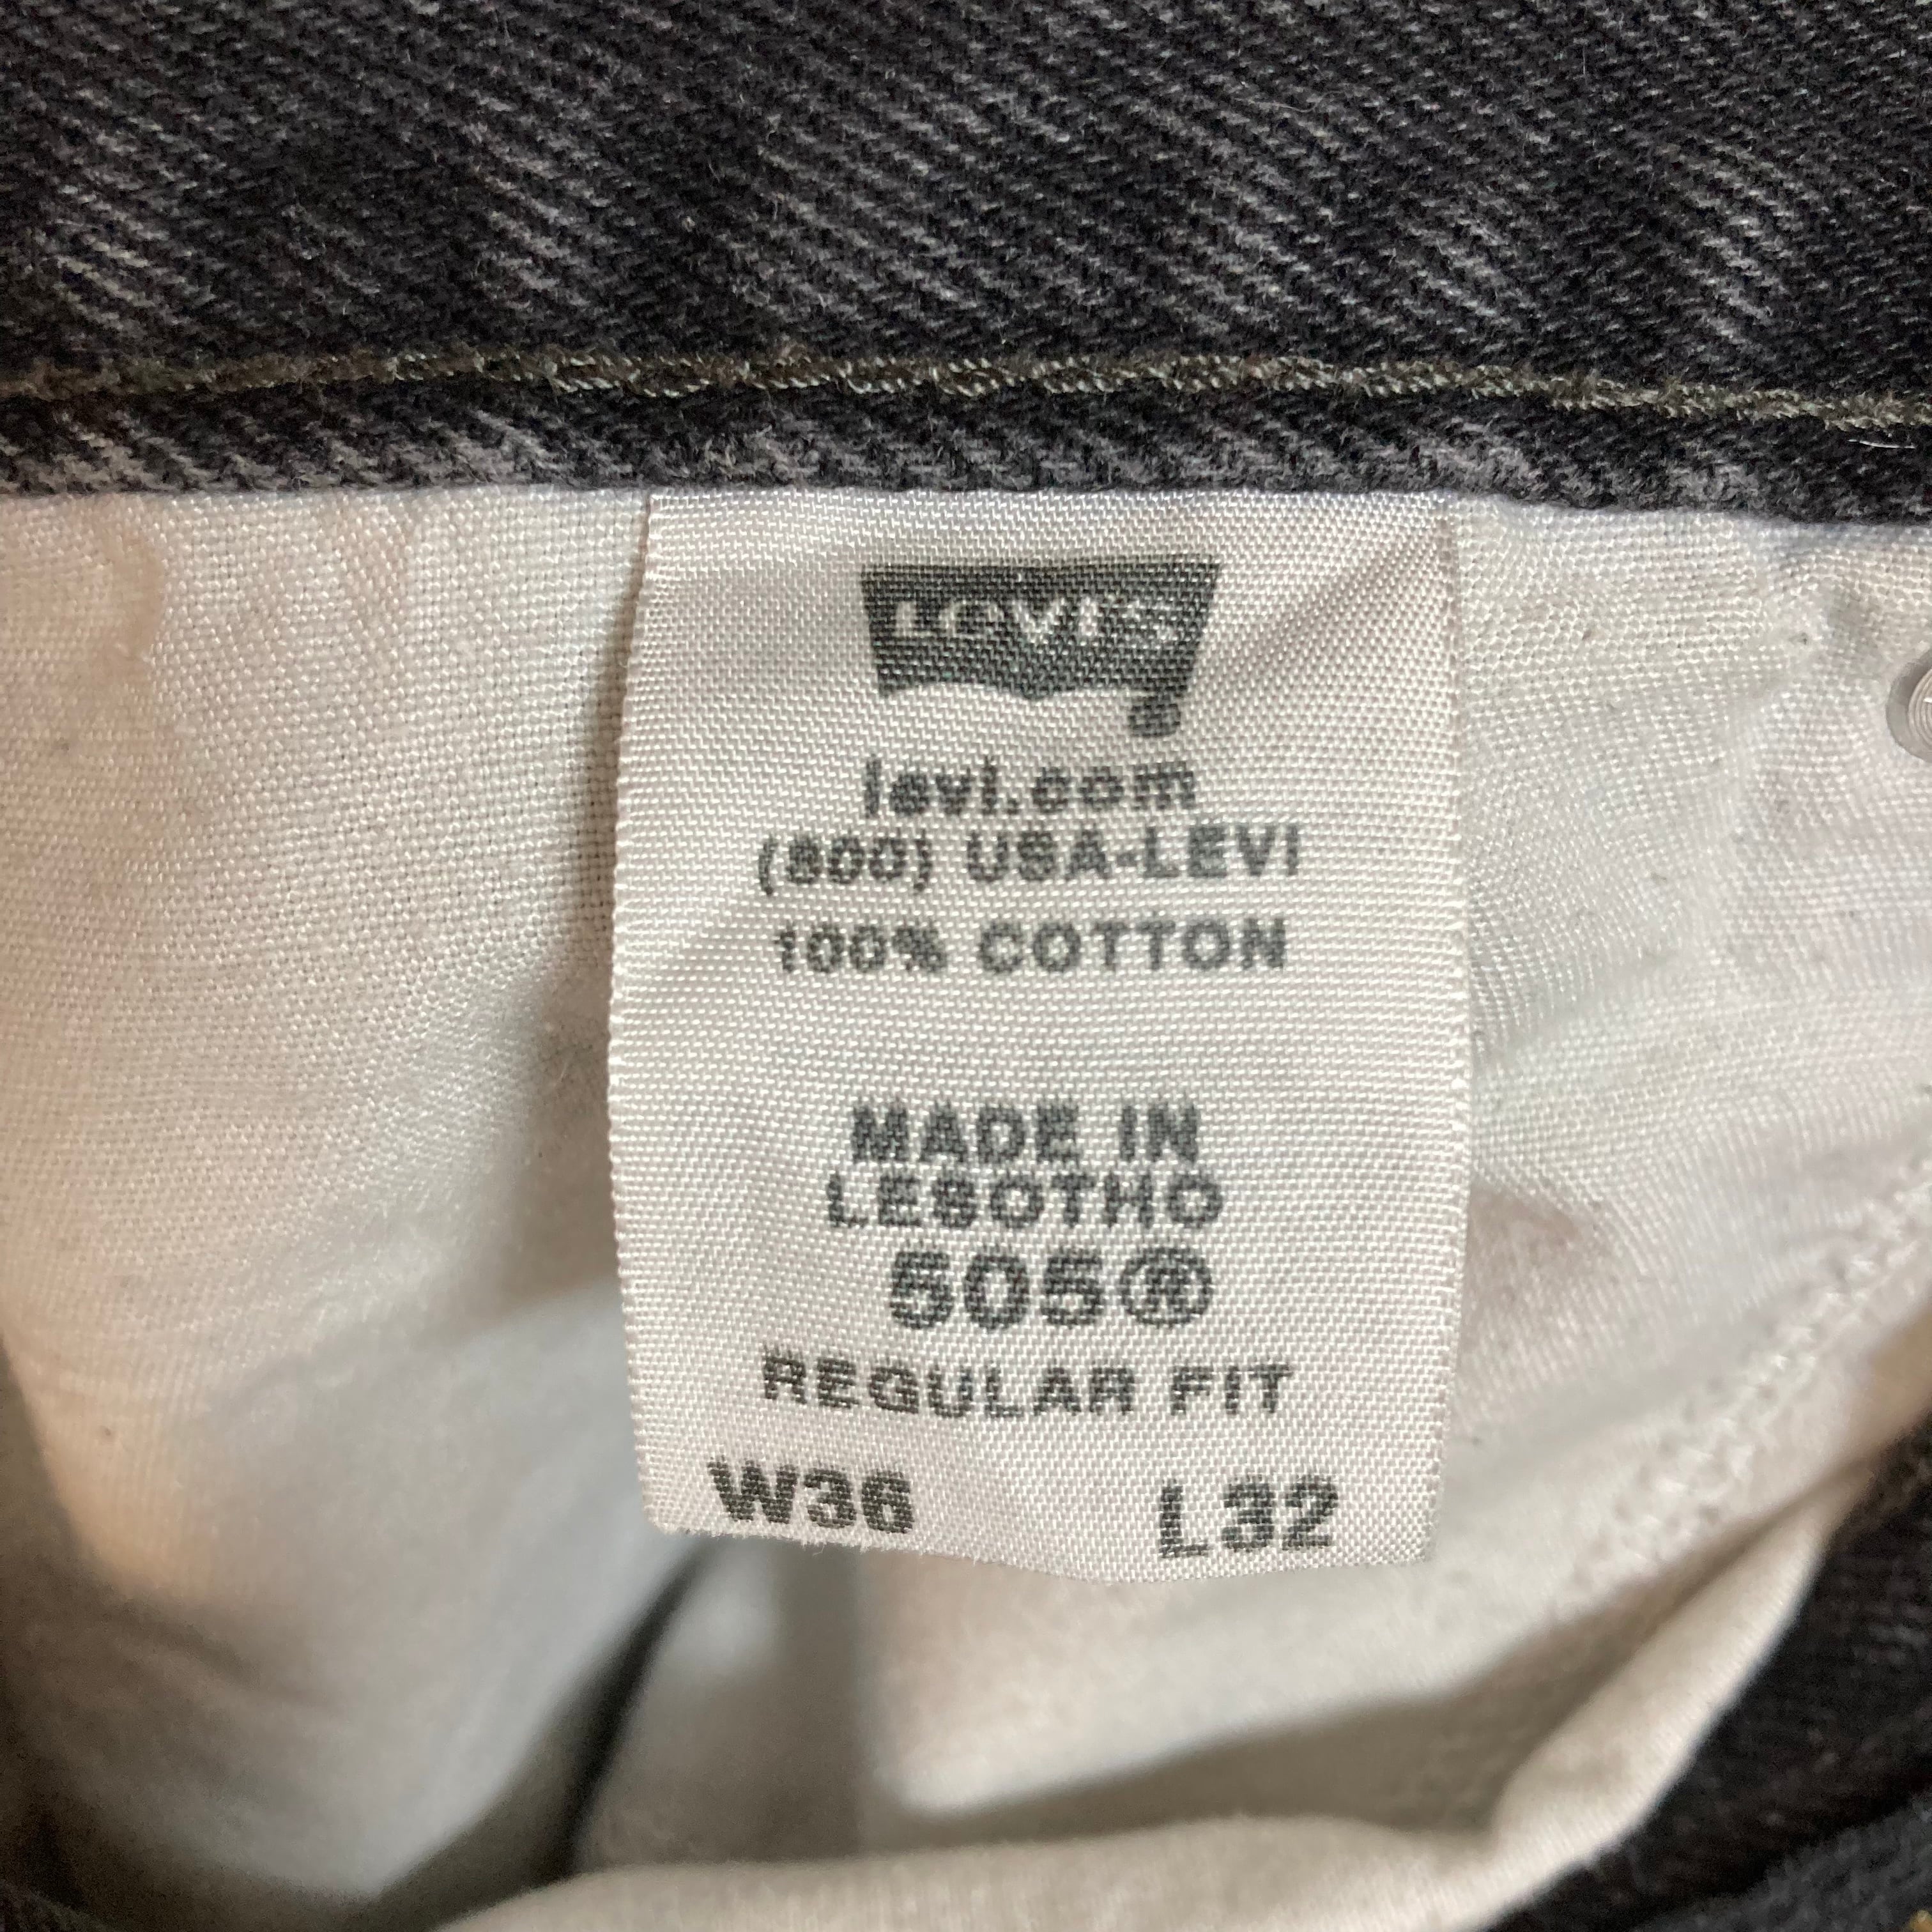 LEVI'S
®
levi.com
(800) USA-LEVI
100% COTTON
MADE IN
LESOTHO
505®
REGULAR FIT
W36 L32